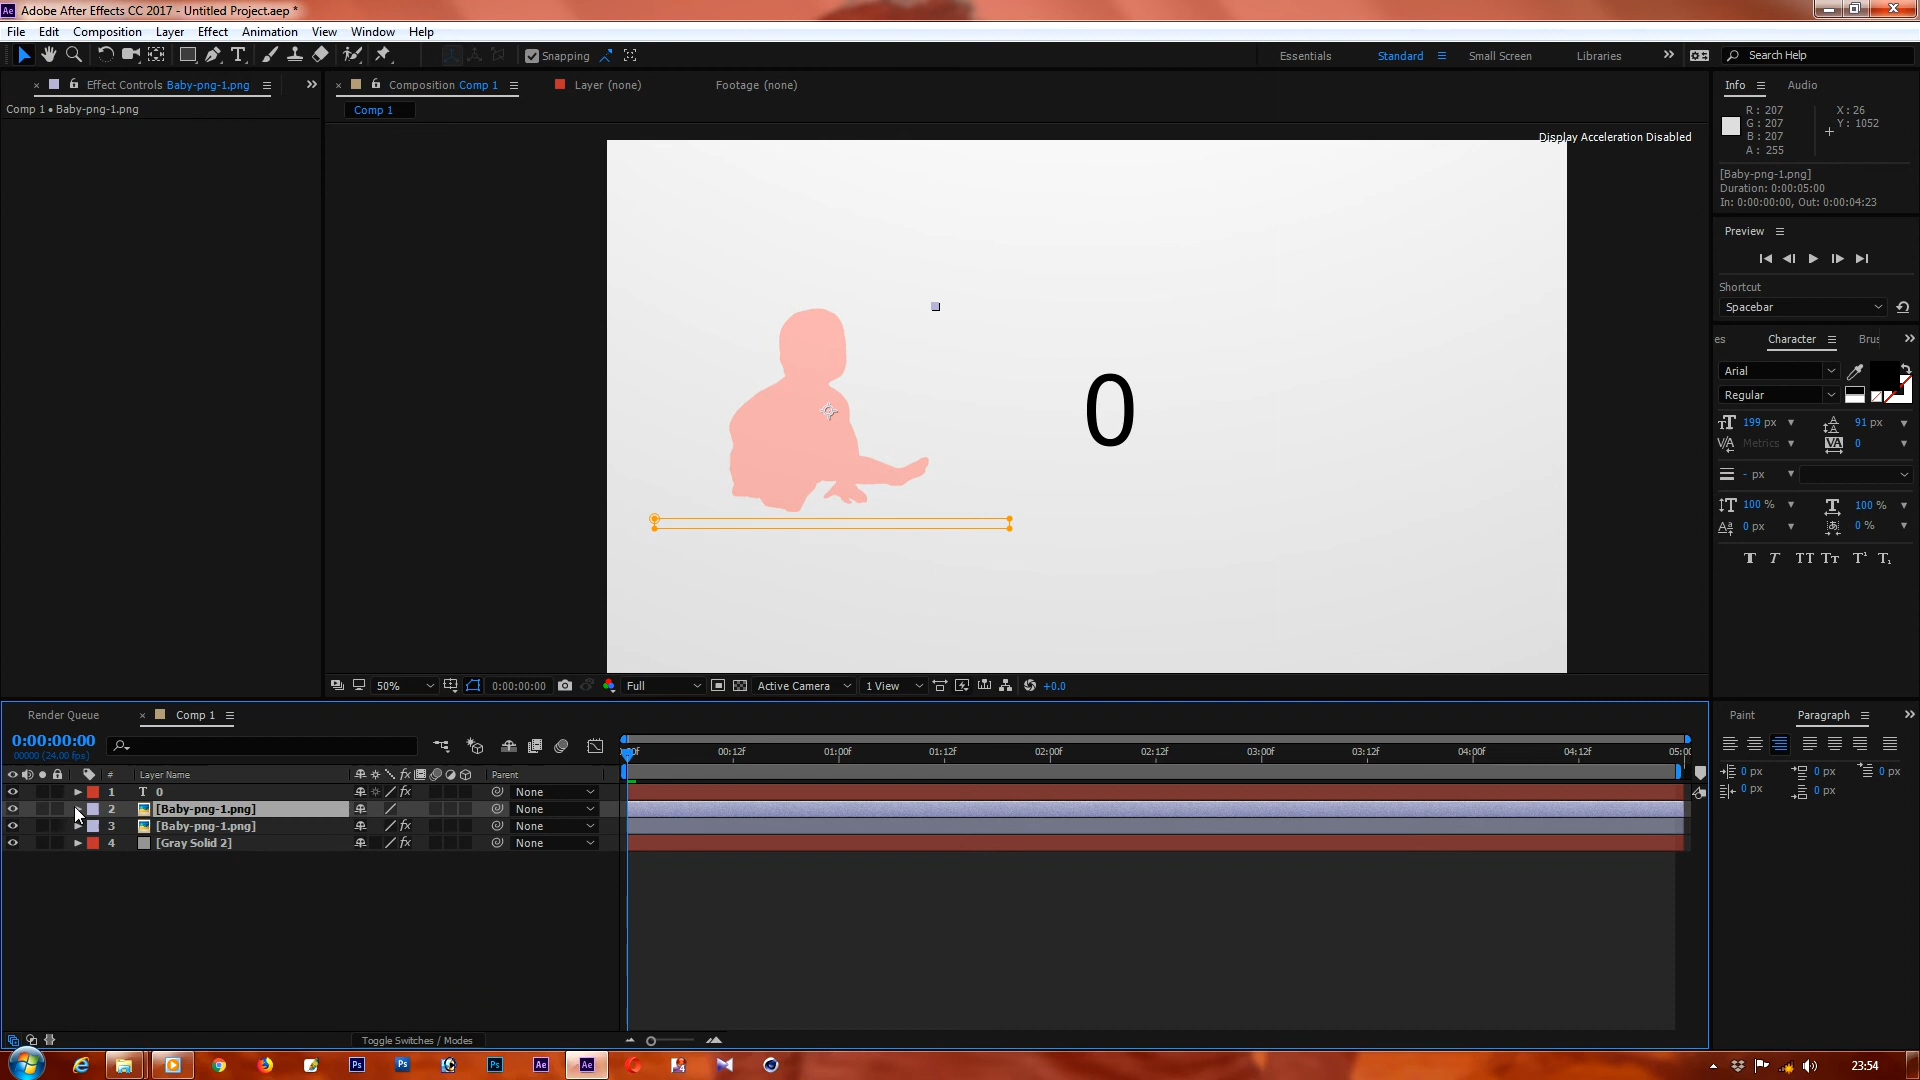 Adobe After Effects CC 2017 - Untitled Project.aep *
File Edit Composition Layer Effect Animation View Window Help
Snapping
Essentials Standard Small Screen Libraries
Search Help
Effect Controls Baby-png-1.png
Comp 1 • Baby-png-1.png
Composition Comp 1
Layer (none)
Footage (none)
Comp 1
Display Acceleration Disabled
0
50% 0:00:00:00 Full Active Camera 1 View +0.0
Info Audio
R : 207
G : 207
B : 207
A : 255
X : 26
Y : 1052
[Baby-png-1.png]
Duration: 0:00:05:00
In: 0:00:00:00, Out: 0:00:04:23
Preview
Shortcut
Spacebar
es Character Brus
Arial
Regular
199 px 91 px
Metrics 0
- px
100 % 100 %
0 px 0 %
T T TT Tt T¹ T₁
Paint Paragraph
0 px 0 px 0 px
0 px 0 px
Render Queue Comp 1
0:00:00:00
00000 (24.00 fps)
# Layer Name Parent
1 T 0 None
2 [Baby-png-1.png] None
3 [Baby-png-1.png] None
4 [Gray Solid 2] None
00f 00:12f 01:00f 01:12f 02:00f 02:12f 03:00f 03:12f 04:00f 04:12f 05:00
Toggle Switches / Modes
23:54